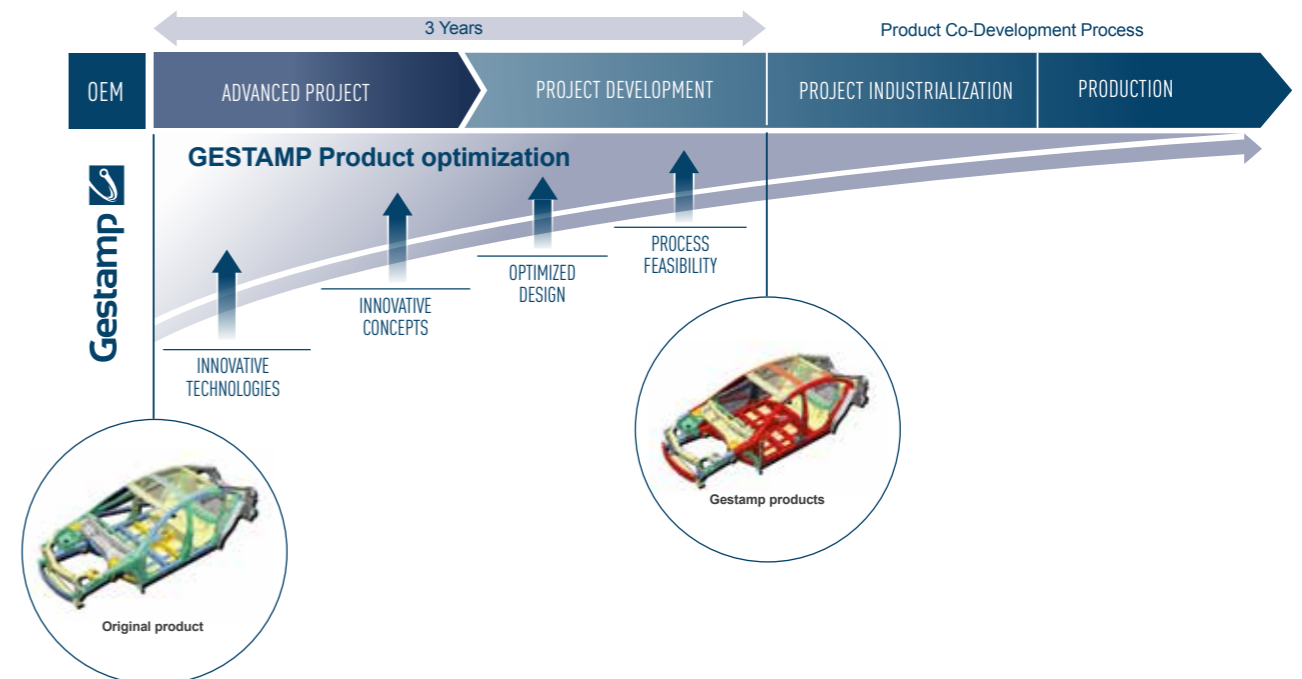 3 Years
Product Co-Development Process
OEM
ADVANCED PROJECT
PROJECT DEVELOPMENT
PROJECT INDUSTRIALIZATION
PRODUCTION
Gestamp
GESTAMP Product optimization
INNOVATIVE
TECHNOLOGIES
INNOVATIVE
CONCEPTS
OPTIMIZED
DESIGN
PROCESS
FEASIBILITY
Original product
Gestamp products